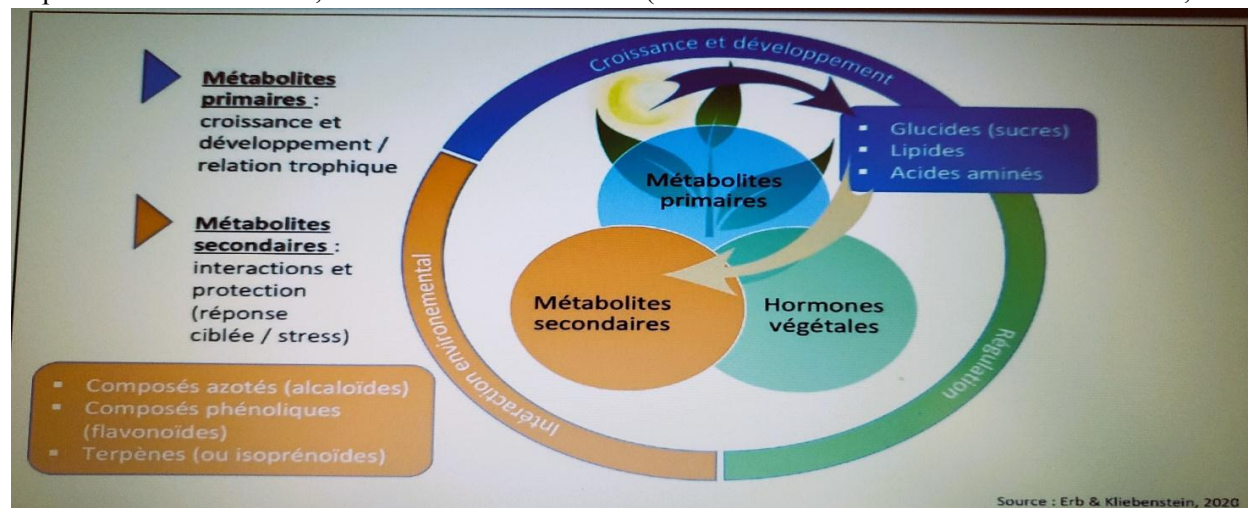 Métabolites
primaires :
croissance et
développement /
relation trophique
Métabolites
secondaires :
interactions et
protection
(réponse
ciblée / stress)
▪ Composés azotés (alcaloïdes)
▪ Composés phénoliques
(flavonoïdes)
▪ Terpènes (ou isoprénoïdes)
Croissance et développement
▪ Glucides (sucres)
▪ Lipides
▪ Acides aminés
Métabolites
primaires
Métabolites
secondaires
Hormones
végétales
Intéraction environemental
Régulation
Source : Erb & Kliebenstein, 2020